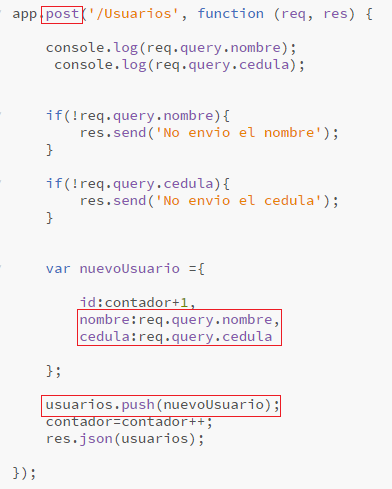 app.post('/Usuarios', function (req, res) {
console.log(req.query.nombre);
console.log(req.query.cedula);
if(!req.query.nombre){
res.send('No envio el nombre');
}
if(!req.query.cedula){
res.send('No envio el cedula');
}
var nuevoUsuario ={
id:contador+1,
nombre:req.query.nombre,
cedula:req.query.cedula
};
usuarios.push(nuevoUsuario);
contador=contador++;
res.json(usuarios);
});